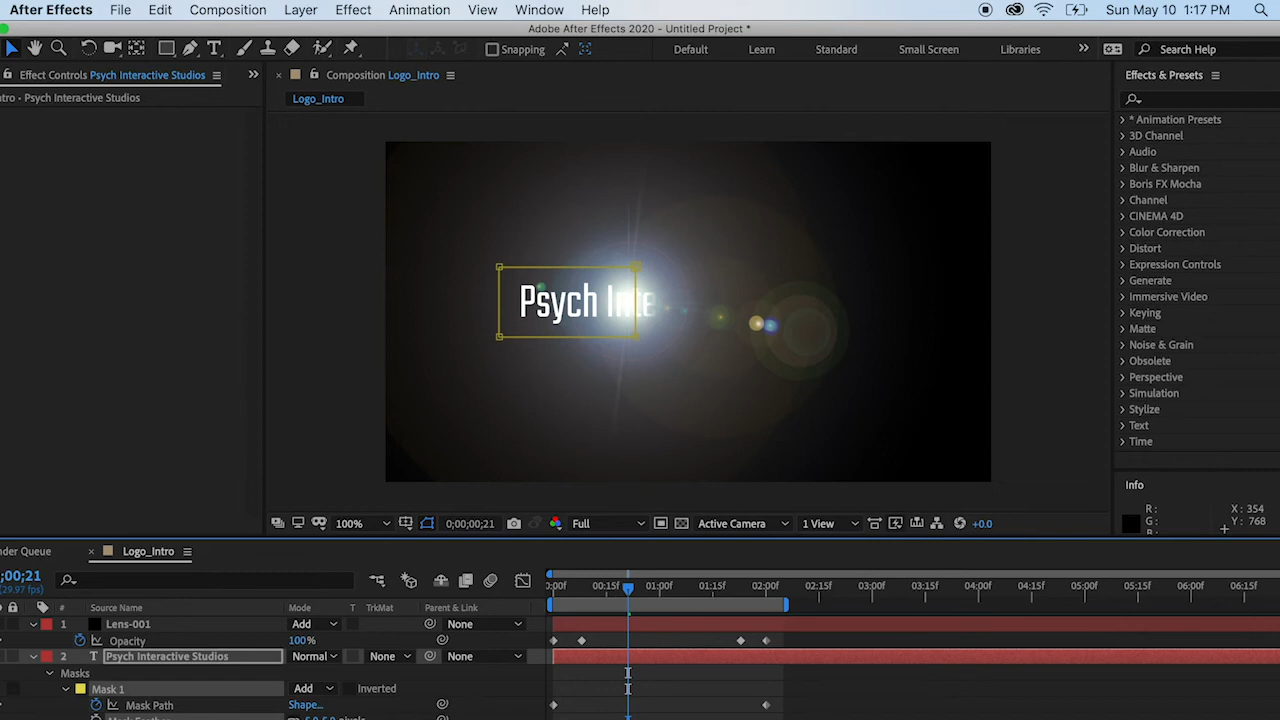 After Effects File Edit Composition Layer Effect Animation View Window Help Sun May 10 1:17 PM
Adobe After Effects 2020 - Untitled Project *
Snapping Default Learn Standard Small Screen Libraries Search Help
Effect Controls Psych Interactive Studios
ntro - Psych Interactive Studios
Composition Logo_Intro
Logo_Intro
Psych Inte
Effects & Presets
* Animation Presets
3D Channel
Audio
Blur & Sharpen
Boris FX Mocha
Channel
CINEMA 4D
Color Correction
Distort
Expression Controls
Generate
Immersive Video
Keying
Matte
Noise & Grain
Obsolete
Perspective
Simulation
Stylize
Text
Time
Info
R:
G:
B:
X: 354
Y: 768
100% 0;00;00;21 Full Active Camera 1 View +0.0
nder Queue Logo_Intro
;00;21
(29.97 fps)
:00f 00:15f 01:00f 01:15f 02:00f 02:15f 03:00f 03:15f 04:00f 04:15f 05:00f 05:15f 06:00f 06:15f
# Source Name Mode T TrkMat Parent & Link
1 Lens-001 Add None
Opacity 100%
2 T Psych Interactive Studios Normal None None
Masks
Mask 1 Add Inverted
Mask Path Shape...